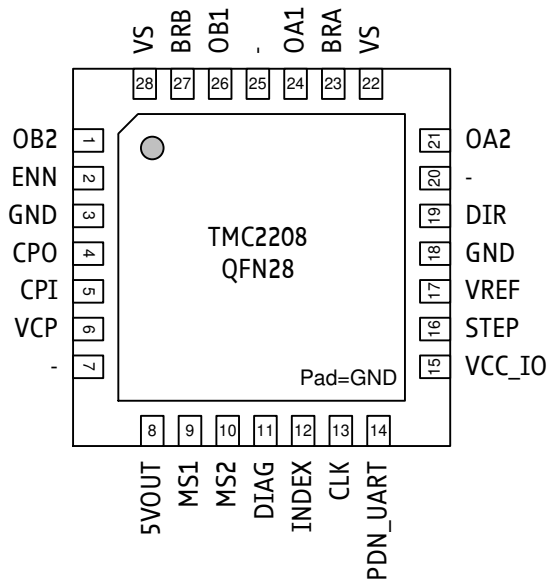 VS
BRB
OB1
-
OA1
BRA
VS
28
27
26
25
24
23
22
OB2 1
ENN 2
GND 3
CPO 4
CPI 5
VCP 6
- 7
TMC2208
QFN28
Pad=GND
21 OA2
20 -
19 DIR
18 GND
17 VREF
16 STEP
15 VCC_IO
8
9
10
11
12
13
14
5VOUT
MS1
MS2
DIAG
INDEX
CLK
PDN_UART